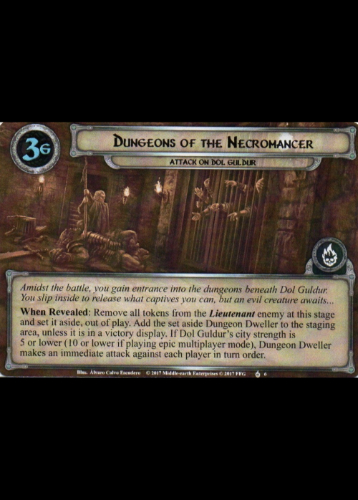 3G
DUNGEONS OF THE NECROMANCER
ATTACK ON DOL GULDUR
Amidst the battle, you gain entrance into the dungeons beneath Dol Guldur.
You slip inside to release what captives you can, but an evil creature awaits...
When Revealed: Remove all tokens from the Lieutenant enemy at this stage
and set it aside, out of play. Add the set aside Dungeon Dweller to the staging
area, unless it is in a victory display, If Dol Guldur's city strength is
5 or lower (10 or lower if playing epic multiplayer mode), Dungeon Dweller
makes an immediate attack against each player in turn order.
Illus. Álvaro Calvo Escudero © 2017 Middle-earth Enterprises © 2017 FFG